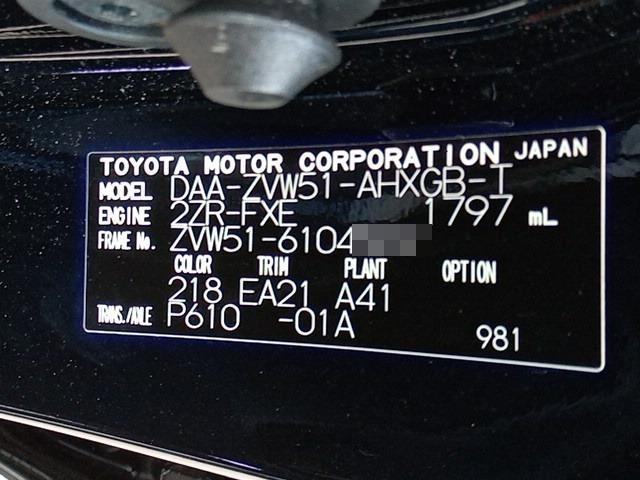 TOYOTA MOTOR CORPORATION JAPAN
MODEL DAA-ZVW51-AHXGB-T
ENGINE 2ZR-FXE 1797 mL
FRAME No. ZVW51-6104
COLOR TRIM PLANT OPTION
218 EA21 A41
TRANS./AXLE P610 -01A
981